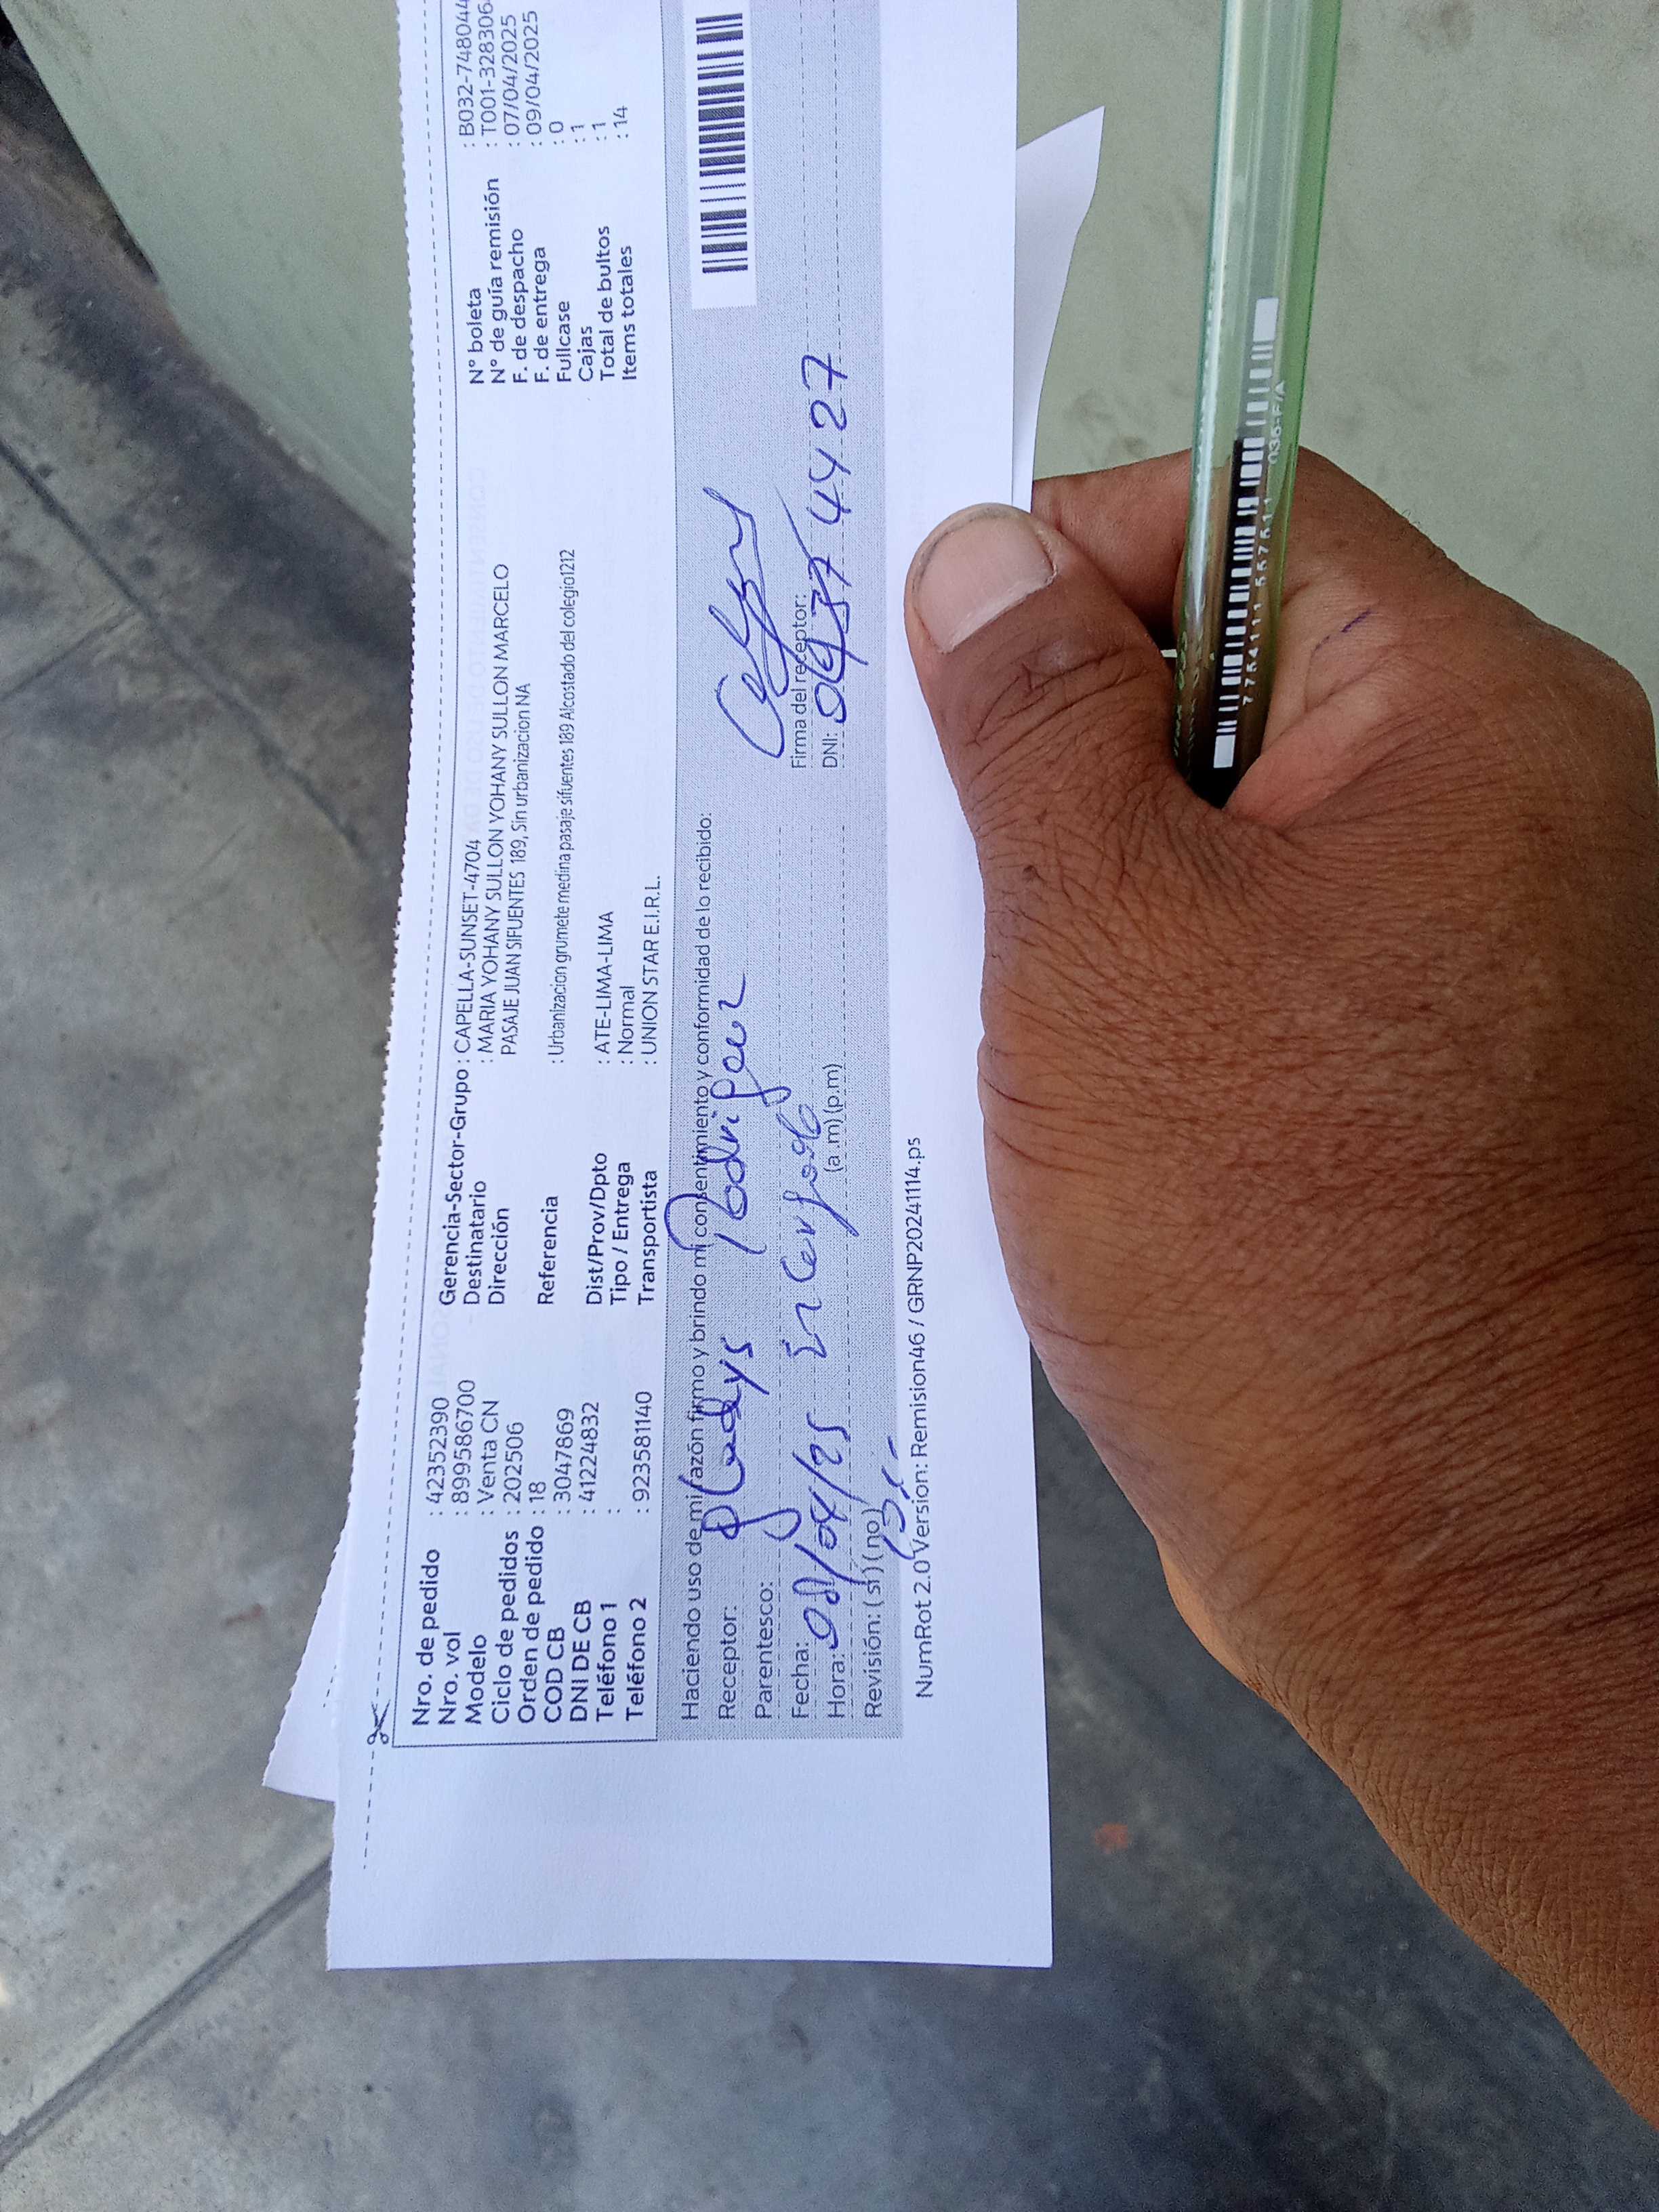 Nro. de pedido : 42352390
Nro. vol : 899586700
Modelo : Venta CN
Ciclo de pedidos : 202506
Orden de pedido : 18
COD CB : 3047869
DNI DE CB : 41224832
Teléfono 1 :
Teléfono 2 : 923581140
Gerencia-Sector-Grupo : CAPELLA-SUNSET-4704
Destinatario : MARIA YOHANY SULLON YOHANY SULLON MARCELO
Dirección PASAJE JUAN SIFUENTES 189, Sin urbanizacion NA
Referencia : Urbanizacion grumete medina pasaje sifuentes 189 Alcostado del colegio1212
Dist/Prov/Dpto : ATE-LIMA-LIMA
Tipo / Entrega : Normal
Transportista : UNION STAR E.I.R.L.
N° boleta : B032-748044
N° de guía remisión : T001-328306
F. de despacho : 07/04/2025
F. de entrega : 09/04/2025
Fullcase : 0
Cajas : 1
Total de bultos : 1
Items totales : 14
Haciendo uso de mi razón firmo y brindo mi consentimiento y conformidad de lo recibido:
Receptor: Gladys Rodriguez
Parentesco:
Fecha: 08/04/25
Hora: (a.m) (p.m)
Revisión: (sí) (no)
Firma del receptor:
DNI:
NumRot 2.0 Version: Remision46 / GRNP20241114.ps
036-F/A